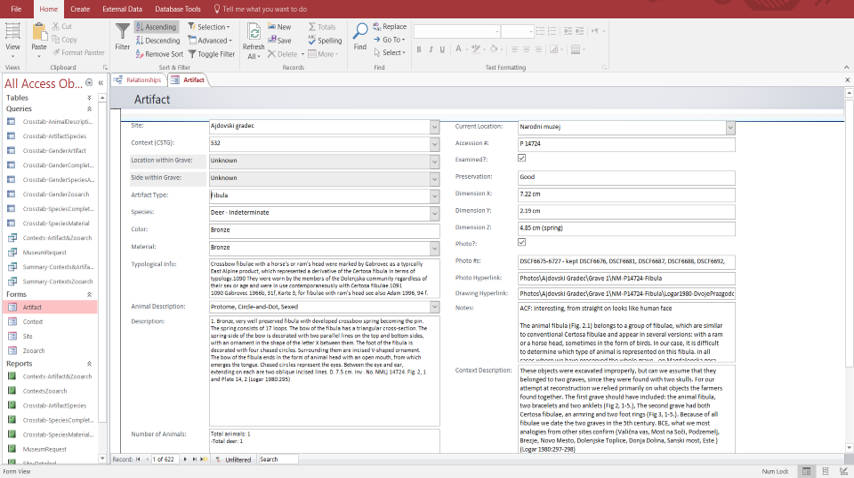 File Home Create External Data Database Tools Tell me what you want to do
View
Views
Paste
Cut
Copy
Format Painter
Clipboard
Filter
Ascending
Descending
Remove Sort
Selection
Advanced
Toggle Filter
Sort & Filter
Refresh
All
New
Save
Delete
Totals
Spelling
More
Records
Find
Replace
Go To
Select
Find
B I U A
Text Formatting
All Access Ob...
Tables
Queries
Crosstab-AnimalDescripti...
Crosstab-ArtifactSpecies
Crosstab-GenderArtifact
Crosstab-GenderComplet...
Crosstab-GenderSpeciesA...
Crosstab-GenderZooarch
Crosstab-SpeciesComplet...
Crosstab-SpeciesMaterial
Contexts-Artifact&Zooarch
MuseumRequest
Summary-Contexts&Artifa...
Summary-ContextsZooarch
Forms
Artifact
Context
Site
Zooarch
Reports
Contexts-Artifact&Zooarch
ContextsZooarch
Crosstab-ArtifactSpecies
Crosstab-SpeciesComplet...
Crosstab-SpeciesMaterial...
MuseumRequest
Site-Detailed
Relationships Artifact
Artifact
Site: Ajdovski gradec
Context (CSTG): 532
Location within Grave: Unknown
Side within Grave: Unknown
Artifact Type: Fibula
Species: Deer - Indeterminate
Color: Bronze
Material: Bronze
Typological Info: Crossbow fibulae with a horse's or ram's head were marked by Gabrovec as a typically
East Alpine product, which represented a derivative of the Certosa fibula in terms of
typology.1090 They were worn by the members of the Dolenjska community regardless of
their sex or age and were in use contemporaneously with Certosa fibulae.1091
1090 Gabrovec 1966b, 31f, Karte 5; for fibulae with ram's head see also Adam 1996, 94 f.
Animal Description: Protome, Circle-and-Dot, Sexed
Description: 1. Bronze, very well preserved fibula with developed crossbow spring becoming the pin.
The spring consists of 17 loops. The bow of the fibula has a triangular cross-section. The
spring-side of the bow is decorated with two parallel lines on the top and bottom sides,
with an ornament in the shape of the letter X between them. The foot of the fibula is
decorated with four chased circles. Surrounding them are incised V-shaped ornament.
The bow of the fibula ends in the form of animal head with an open mouth, from which
emerges the tongue. Chased circles represent the eyes. Between the eye and ear,
extending on each are two oblique incised lines. D. 7.5 cm. Inv . No. NMLJ 14724. Fig. 2, 1
and Plate 14, 2 (Logar 1980:295)
Number of Animals: Total animals: 1
-Total deer: 1
Current Location: Narodni muzej
Accession #: P 14724
Examined?:
Preservation: Good
Dimension X: 7.22 cm
Dimension Y: 2.19 cm
Dimension Z: 4.85 cm (spring)
Photo?:
Photo #s: DSCF6675-6727 - kept DSCF6676, DSCF6681, DSCF6687, DSCF6688, DSCF6692,
Photo Hyperlink: Photos\Ajdovski Gradec\Grave 1\NM-P14724-Fibula
Drawing Hyperlink: Photos\Ajdovski Gradec\Grave 1\NM-P14724-Fibula\Logar1980-DvojePrazgodo
Notes: ACF: interesting, from straight on looks like human face
The animal fibula (Fig. 2.1) belongs to a group of fibulae, which are similar
to conventional Certosa fibulae and appear in several versions: with a ram
or a horse head, sometimes in the form of birds. In our case, it is difficult
to determine which type of animal is represented on this fibula. In all
Context Description: These objects were excavated improperly, but can we assume that they
belonged to two graves, since they were found with two skulls. For our
attempt at reconstruction we relied primarily on what objects the farmers
found together. The first grave should have included: the animal fibula,
two bracelets and two anklets (Fig 2, 1-5.), The second grave had both
Certosa fibulae, an armring and two foot rings (Fig 3, 1-5.). Because of all
fibulae we date the two graves in the 5th century. BCE, what we most
analogies from other sites confirm (Valična vas, Most na Soči, Podzemelj,
Brezje, Novo Mesto, Dolenjske Toplice, Donja Dolina, Sanski most, Este )
(Logar 1980:297-298)
Record: 1 of 622 Unfiltered Search
Form View Num Lock